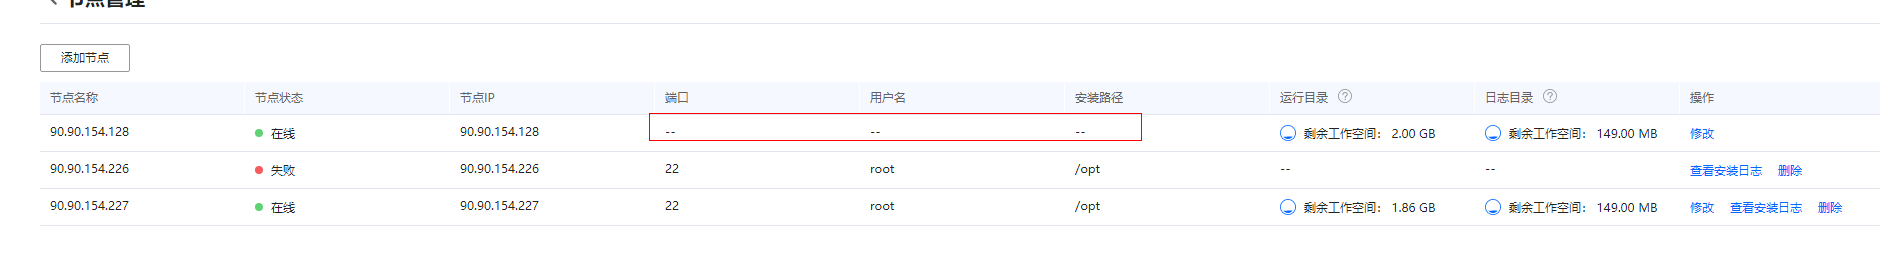 节点管理
添加节点
节点名称 节点状态 节点IP 端口 用户名 安装路径 运行目录 ? 日志目录 ? 操作
90.90.154.128 在线 90.90.154.128 -- -- -- 剩余工作空间： 2.00 GB 剩余工作空间： 149.00 MB 修改
90.90.154.226 失败 90.90.154.226 22 root /opt -- -- 查看安装日志 删除
90.90.154.227 在线 90.90.154.227 22 root /opt 剩余工作空间： 1.86 GB 剩余工作空间： 149.00 MB 修改 查看安装日志 删除